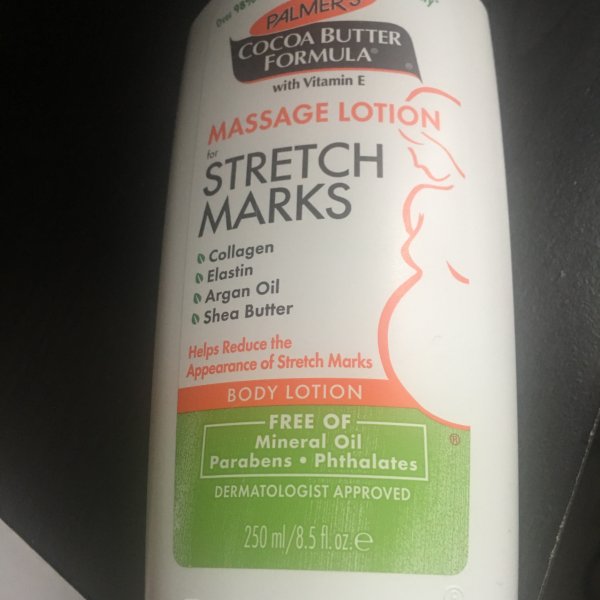 Over 98%
PALMER'S
COCOA BUTTER
FORMULA®
with Vitamin E
MASSAGE LOTION
for
STRETCH
MARKS
Collagen
Elastin
Argan Oil
Shea Butter
Helps Reduce the
Appearance of Stretch Marks
BODY LOTION
®
FREE OF
Mineral Oil
Parabens • Phthalates
DERMATOLOGIST APPROVED
250 ml/8.5 fl. oz. ℮